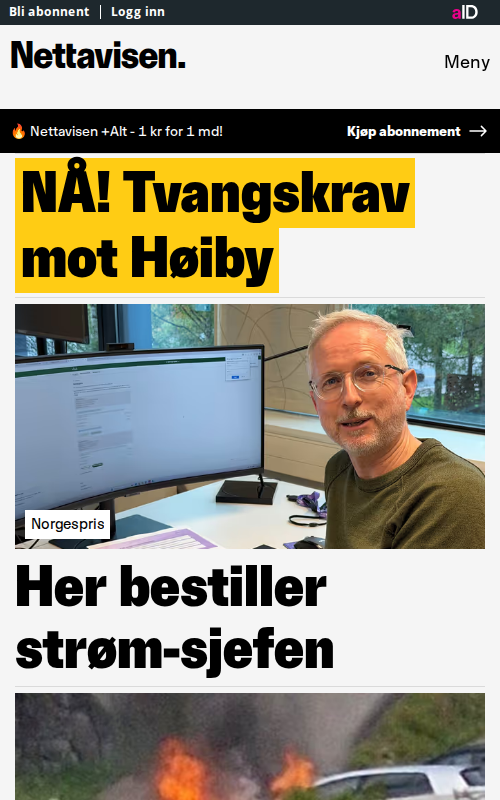 Bli abonnent | Logg inn
aID
Nettavisen.
Meny
🔥 Nettavisen +Alt - 1 kr for 1 md!
Kjøp abonnement →
NÅ! Tvangskrav
mot Høiby
Norgespris
Her bestiller
strøm-sjefen